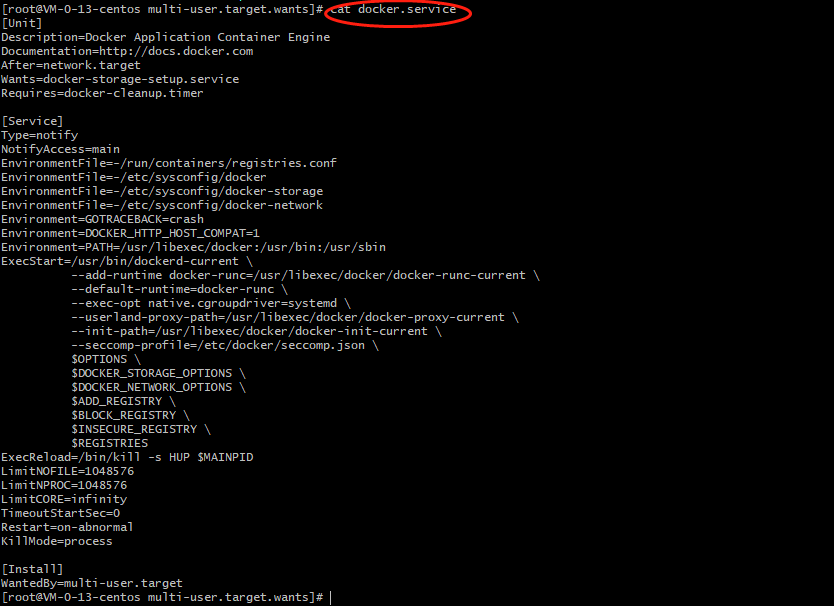 [root@VM-0-13-centos multi-user.target.wants]# cat docker.service
[Unit]
Description=Docker Application Container Engine
Documentation=http://docs.docker.com
After=network.target
Wants=docker-storage-setup.service
Requires=docker-cleanup.timer

[Service]
Type=notify
NotifyAccess=main
EnvironmentFile=-/run/containers/registries.conf
EnvironmentFile=-/etc/sysconfig/docker
EnvironmentFile=-/etc/sysconfig/docker-storage
EnvironmentFile=-/etc/sysconfig/docker-network
Environment=GOTRACEBACK=crash
Environment=DOCKER_HTTP_HOST_COMPAT=1
Environment=PATH=/usr/libexec/docker:/usr/bin:/usr/sbin
ExecStart=/usr/bin/dockerd-current \
          --add-runtime docker-runc=/usr/libexec/docker/docker-runc-current \
          --default-runtime=docker-runc \
          --exec-opt native.cgroupdriver=systemd \
          --userland-proxy-path=/usr/libexec/docker/docker-proxy-current \
          --init-path=/usr/libexec/docker/docker-init-current \
          --seccomp-profile=/etc/docker/seccomp.json \
          $OPTIONS \
          $DOCKER_STORAGE_OPTIONS \
          $DOCKER_NETWORK_OPTIONS \
          $ADD_REGISTRY \
          $BLOCK_REGISTRY \
          $INSECURE_REGISTRY \
          $REGISTRIES
ExecReload=/bin/kill -s HUP $MAINPID
LimitNOFILE=1048576
LimitNPROC=1048576
LimitCORE=infinity
TimeoutStartSec=0
Restart=on-abnormal
KillMode=process

[Install]
WantedBy=multi-user.target
[root@VM-0-13-centos multi-user.target.wants]#